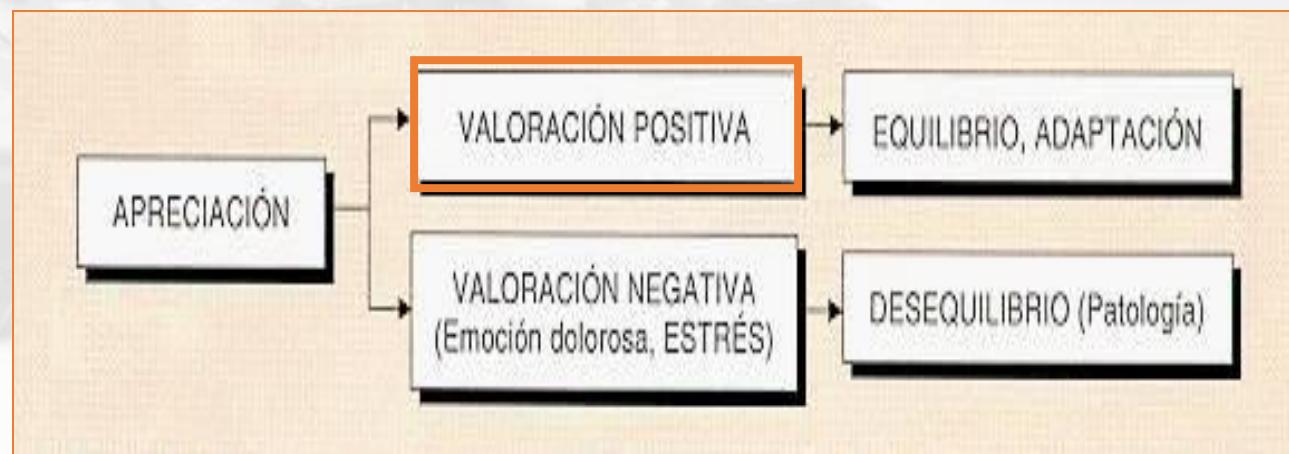 APRECIACIÓN
VALORACIÓN POSITIVA
EQUILIBRIO, ADAPTACIÓN
VALORACIÓN NEGATIVA
(Emoción dolorosa, ESTRÉS)
DESEQUILIBRIO (Patología)